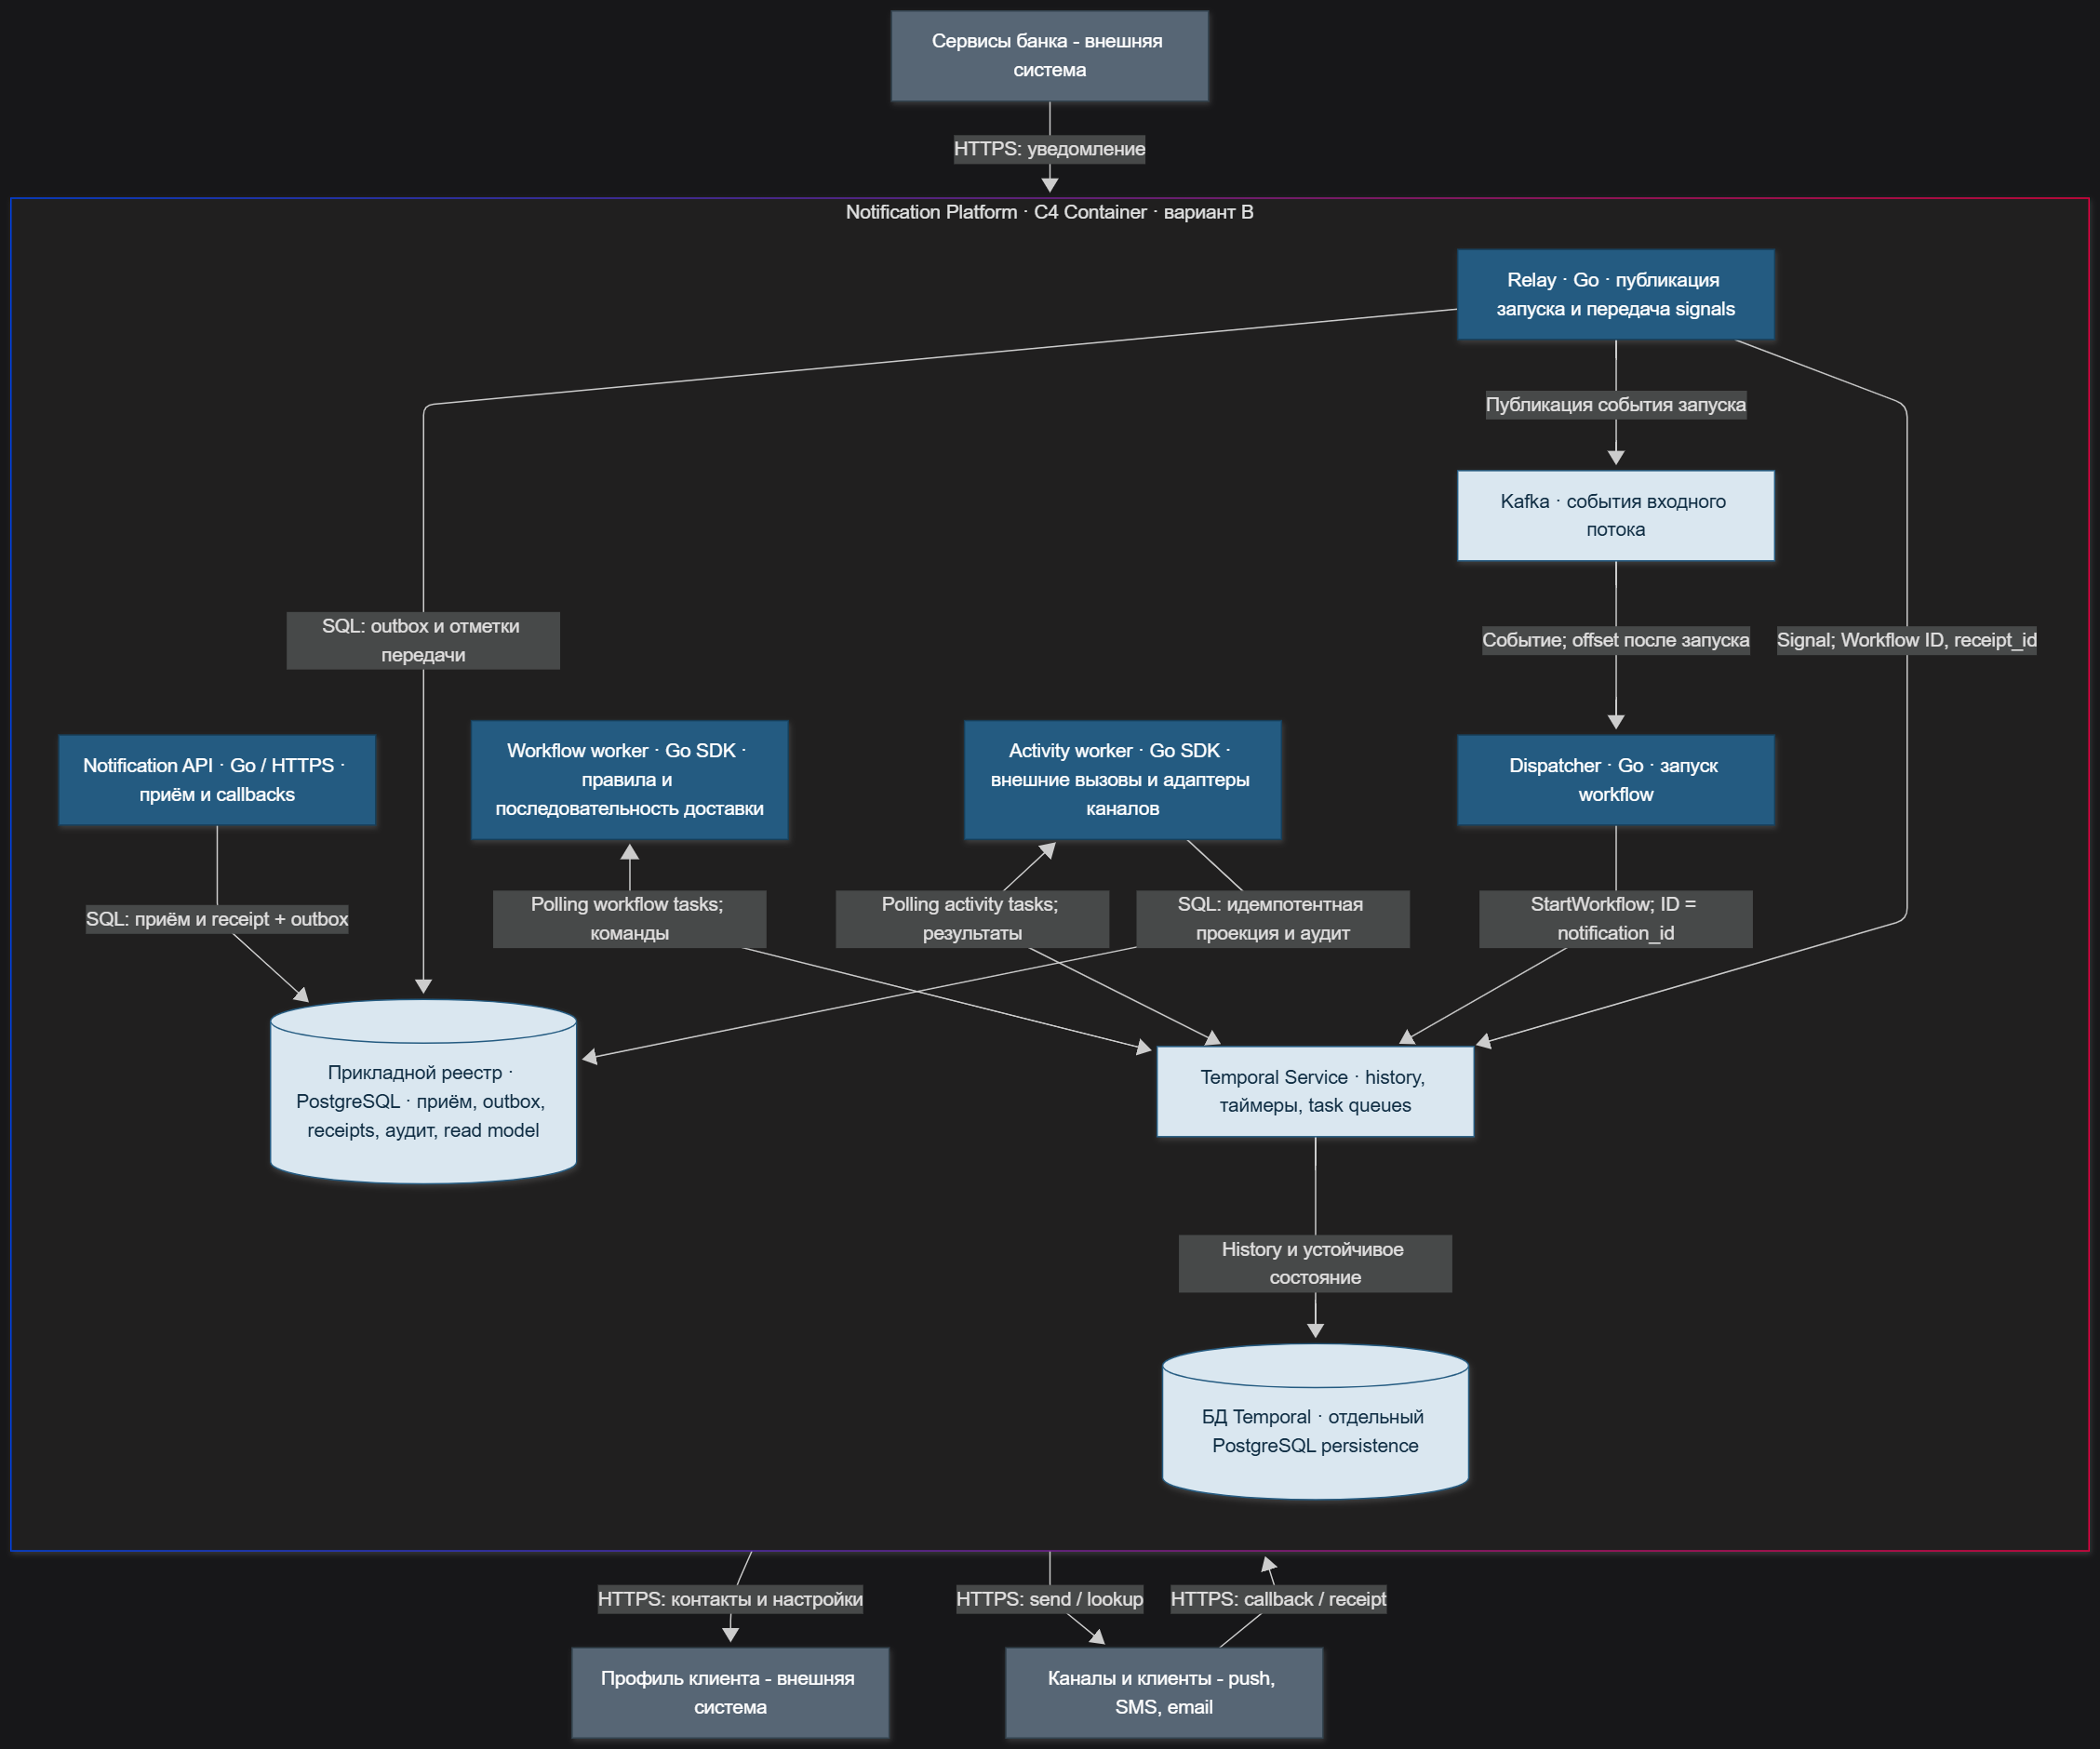 Сервисы банка - внешняя
система
HTTPS: уведомление
Notification Platform · C4 Container · вариант B
Relay · Go · публикация
запуска и передача signals
Публикация события запуска
Kafka · события входного
потока
SQL: outbox и отметки
передачи
Событие; offset после запуска
Signal; Workflow ID, receipt_id
Notification API · Go / HTTPS ·
приём и callbacks
Workflow worker · Go SDK ·
правила и
последовательность доставки
Activity worker · Go SDK ·
внешние вызовы и адаптеры
каналов
Dispatcher · Go · запуск
workflow
SQL: приём и receipt + outbox
Polling workflow tasks;
команды
Polling activity tasks;
результаты
SQL: идемпотентная
проекция и аудит
StartWorkflow; ID =
notification_id
Прикладной реестр ·
PostgreSQL · приём, outbox,
receipts, аудит, read model
Temporal Service · history,
таймеры, task queues
History и устойчивое
состояние
БД Temporal · отдельный
PostgreSQL persistence
HTTPS: контакты и настройки
HTTPS: send / lookup
HTTPS: callback / receipt
Профиль клиента - внешняя
система
Каналы и клиенты - push,
SMS, email